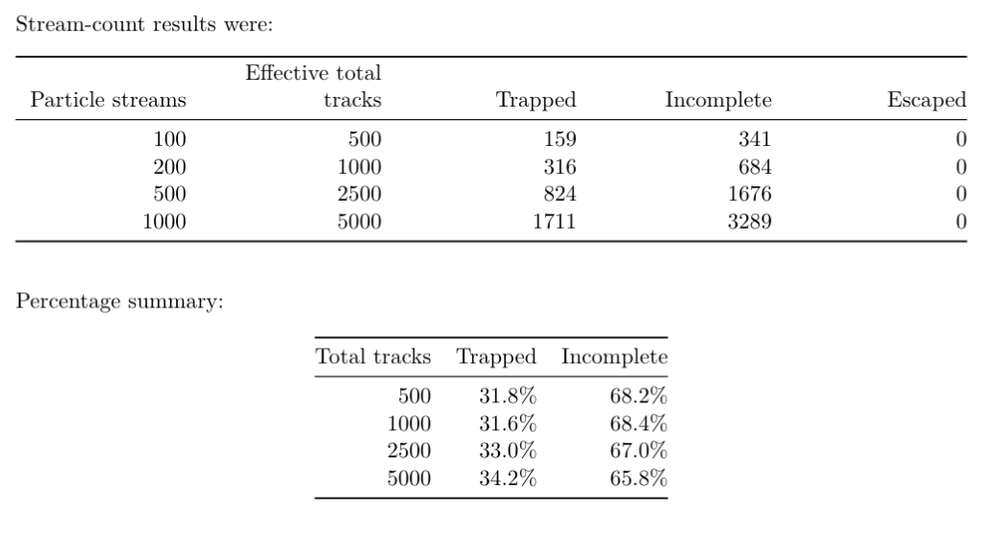 Stream-count results were:
Effective total
Particle streams tracks Trapped Incomplete Escaped
100 500 159 341 0
200 1000 316 684 0
500 2500 824 1676 0
1000 5000 1711 3289 0
Percentage summary:
Total tracks Trapped Incomplete
500 31.8% 68.2%
1000 31.6% 68.4%
2500 33.0% 67.0%
5000 34.2% 65.8%